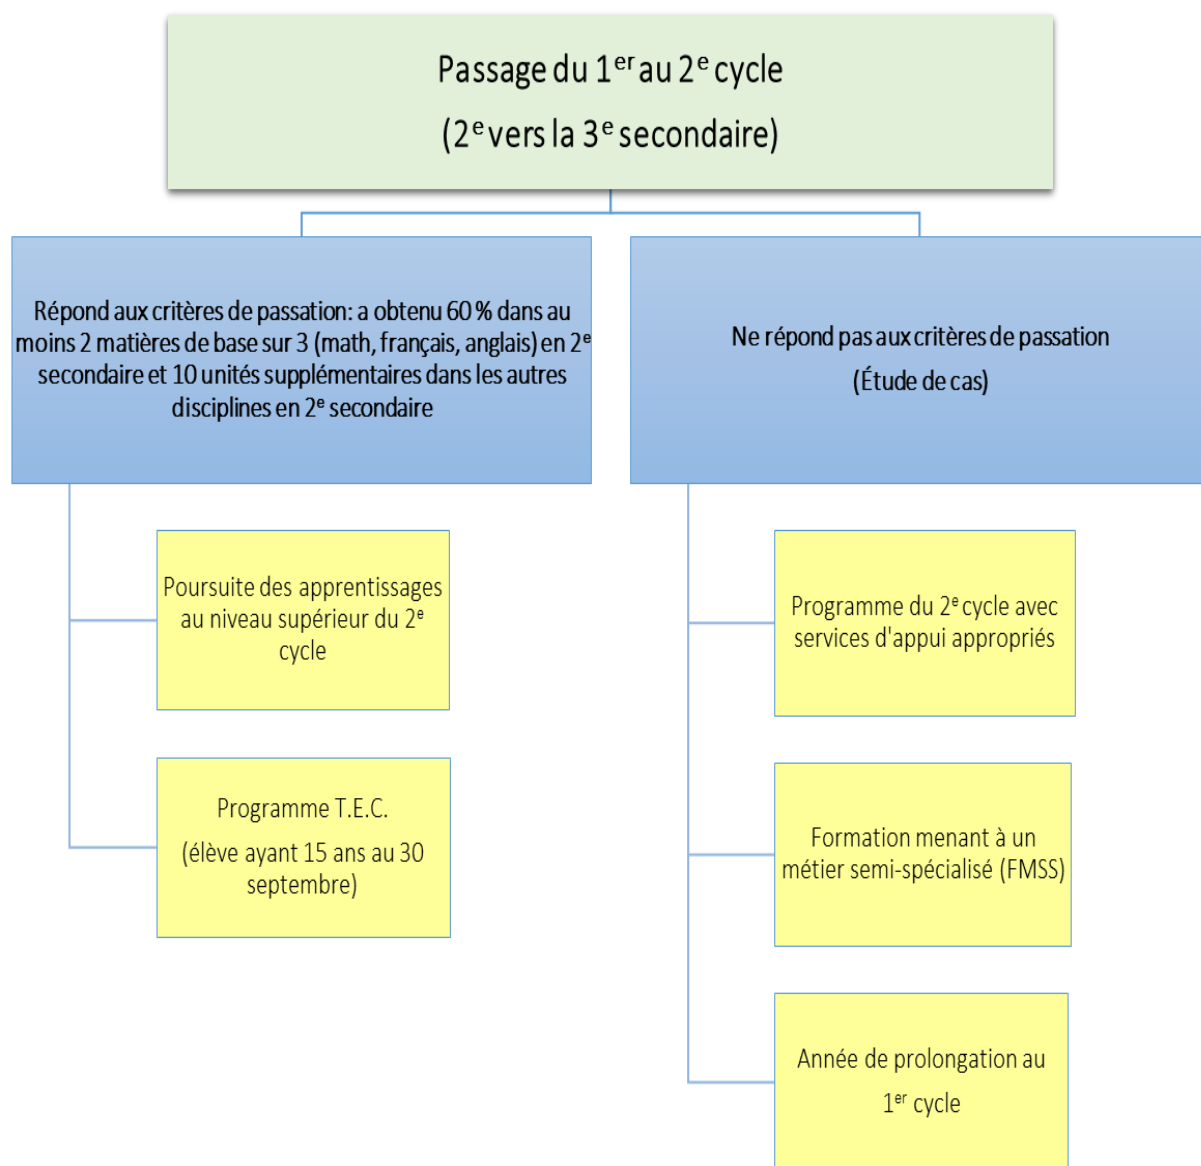 Passage du 1er au 2e cycle
(2e vers la 3e secondaire)
Répond aux critères de passation: a obtenu 60 % dans au
moins 2 matières de base sur 3 (math, français, anglais) en 2e
secondaire et 10 unités supplémentaires dans les autres
disciplines en 2e secondaire
Ne répond pas aux critères de passation
(Étude de cas)
Poursuite des apprentissages
au niveau supérieur du 2e
cycle
Programme T.E.C.
(élève ayant 15 ans au 30
septembre)
Programme du 2e cycle avec
services d'appui appropriés
Formation menant à un
métier semi-spécialisé (FMSS)
Année de prolongation au
1er cycle